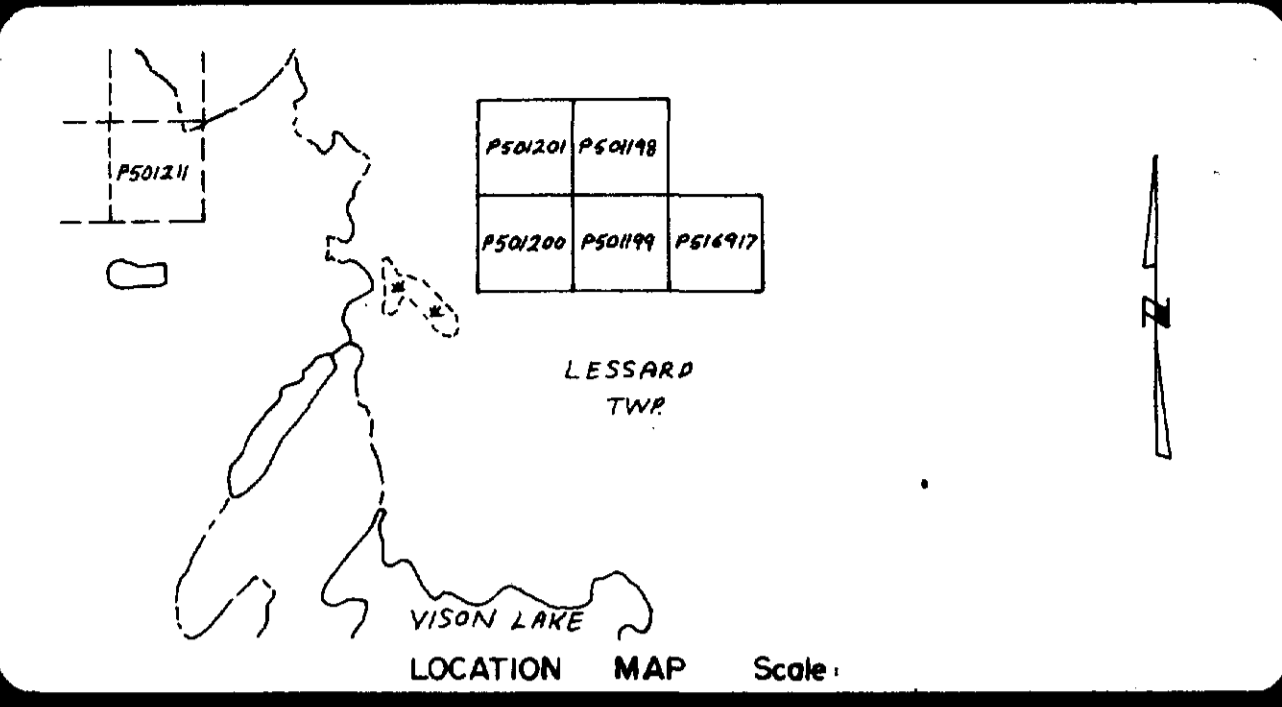 P501201 P501198
P501211
P501200 P501199 P516917
N
LESSARD
TWP.
VISON LAKE
LOCATION MAP Scale: